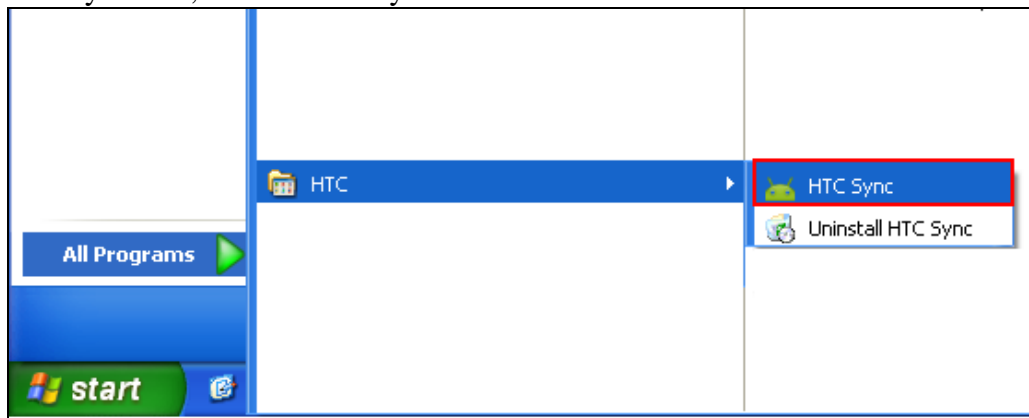 HTC
HTC Sync
Uninstall HTC Sync
All Programs
start